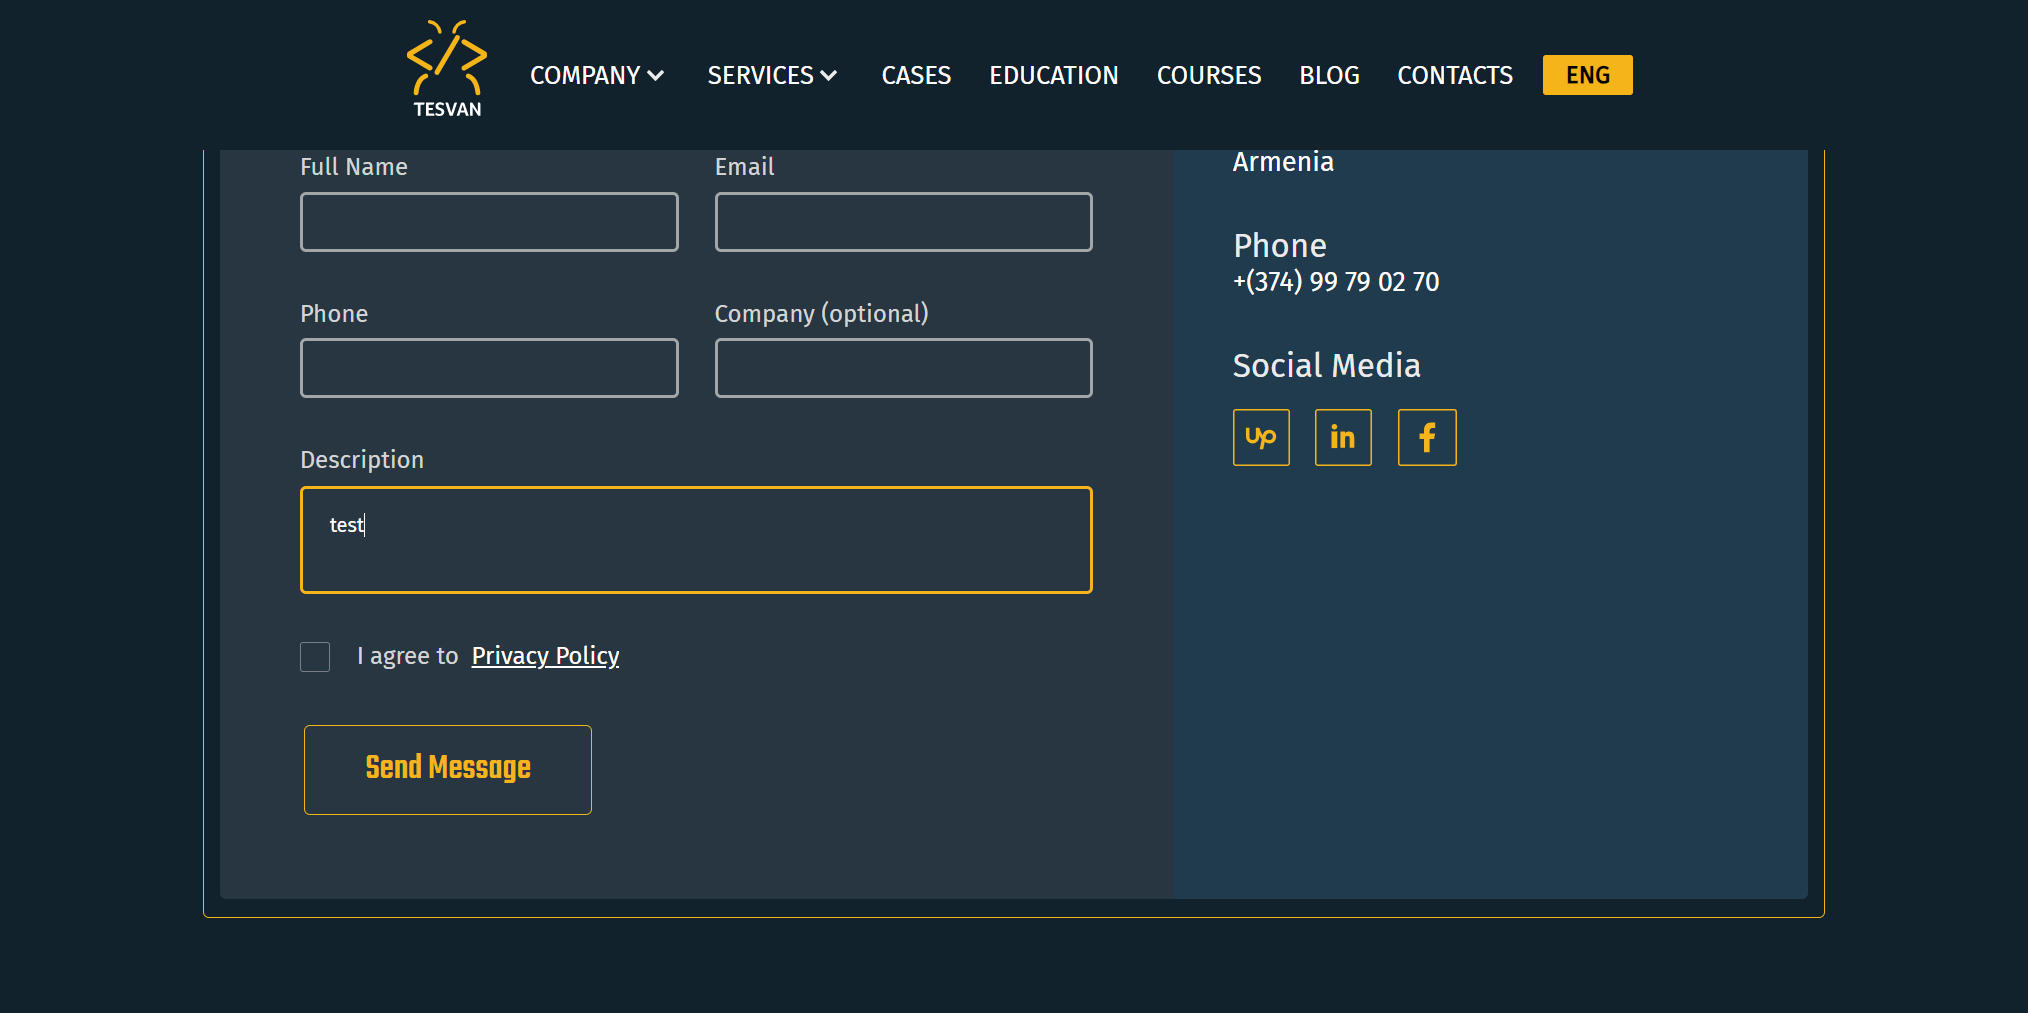 TESVAN
COMPANY
SERVICES
CASES
EDUCATION
COURSES
BLOG
CONTACTS
ENG
Full Name
Email
Phone
Company (optional)
Description
test
I agree to Privacy Policy
Send Message
Armenia
Phone
+(374) 99 79 02 70
Social Media
up
in
f